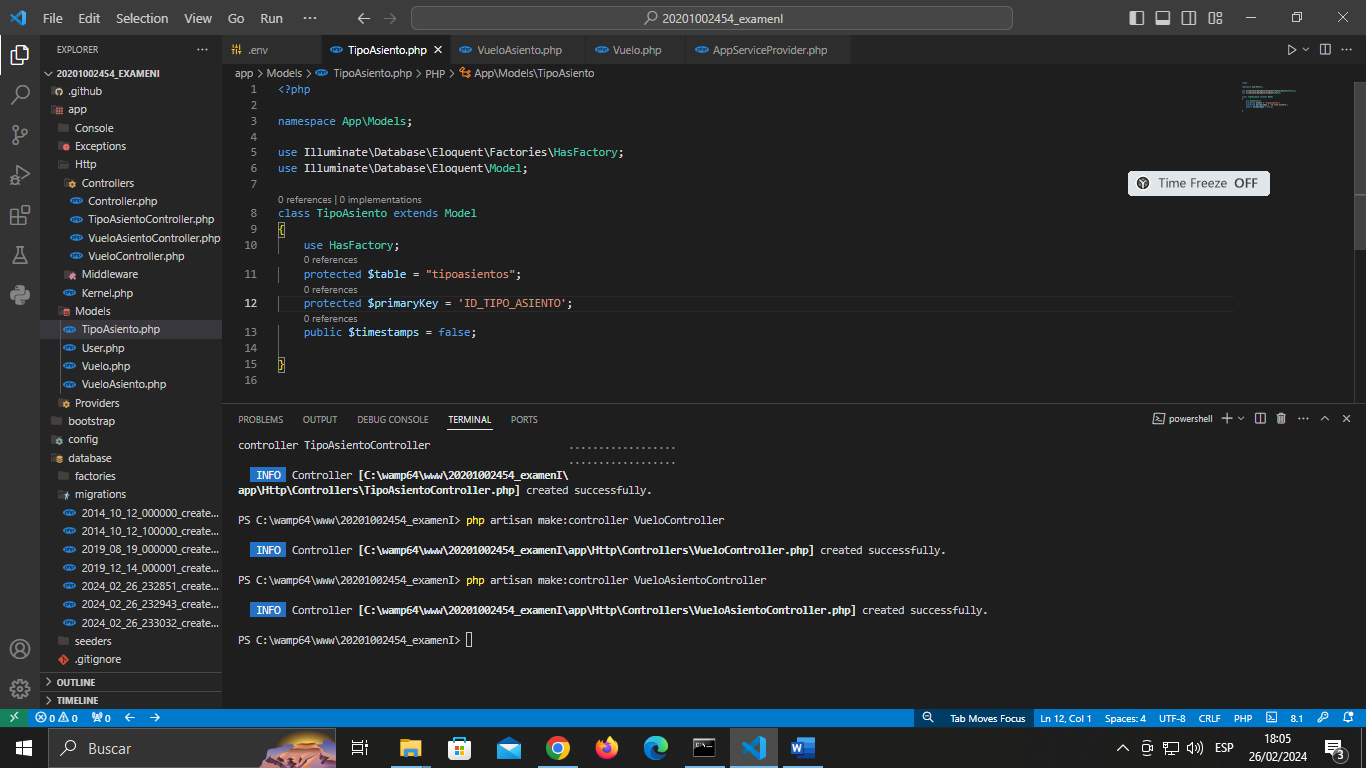 File Edit Selection View Go Run ··· 20201002454_examenI
EXPLORER ···
20201002454_EXAMENI
.github
app
Console
Exceptions
Http
Controllers
Controller.php
TipoAsientoController.php
VueloAsientoController.php
VueloController.php
Middleware
Kernel.php
Models
TipoAsiento.php
User.php
Vuelo.php
VueloAsiento.php
Providers
bootstrap
config
database
factories
migrations
2014_10_12_000000_create...
2014_10_12_100000_create...
2019_08_19_000000_create...
2019_12_14_000001_create...
2024_02_26_232851_create...
2024_02_26_232943_create...
2024_02_26_233032_create...
seeders
.gitignore
OUTLINE
TIMELINE
.env TipoAsiento.php VueloAsiento.php Vuelo.php AppServiceProvider.php
app > Models > TipoAsiento.php > PHP > App\Models\TipoAsiento
1 <?php
2
3 namespace App\Models;
4
5 use Illuminate\Database\Eloquent\Factories\HasFactory;
6 use Illuminate\Database\Eloquent\Model;
7
0 references | 0 implementations
8 class TipoAsiento extends Model
9 {
10 use HasFactory;
0 references
11 protected $table = "tipoasientos";
0 references
12 protected $primaryKey = 'ID_TIPO_ASIENTO';
0 references
13 public $timestamps = false;
14
15 }
16
Time Freeze OFF
PROBLEMS OUTPUT DEBUG CONSOLE TERMINAL PORTS powershell
controller TipoAsientoController ..................
..................
INFO Controller [C:\wamp64\www\20201002454_examenI\
app\Http\Controllers\TipoAsientoController.php] created successfully.
PS C:\wamp64\www\20201002454_examenI> php artisan make:controller VueloController
INFO Controller [C:\wamp64\www\20201002454_examenI\app\Http\Controllers\VueloController.php] created successfully.
PS C:\wamp64\www\20201002454_examenI> php artisan make:controller VueloAsientoController
INFO Controller [C:\wamp64\www\20201002454_examenI\app\Http\Controllers\VueloAsientoController.php] created successfully.
PS C:\wamp64\www\20201002454_examenI>
0 0 0 Tab Moves Focus Ln 12, Col 1 Spaces: 4 UTF-8 CRLF PHP 8.1
Buscar ESP 18:05
26/02/2024 3